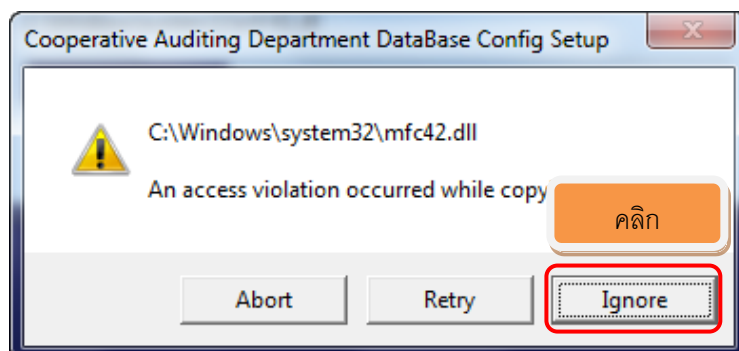 Cooperative Auditing Department DataBase Config Setup
C:\Windows\system32\mfc42.dll
An access violation occurred while copy
คลิก
Abort
Retry
Ignore